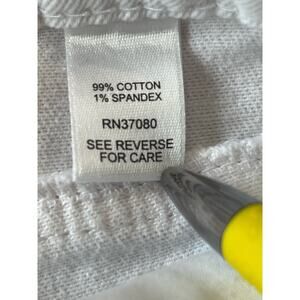 99% COTTON
1% SPANDEX
RN37080
SEE REVERSE
FOR CARE